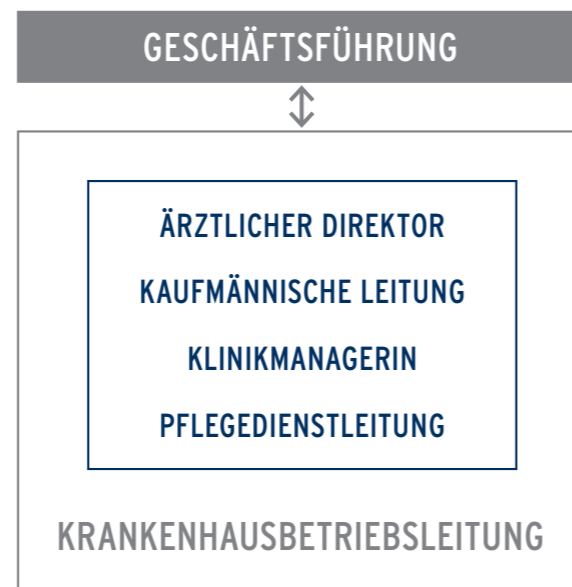 GESCHÄFTSFÜHRUNG
ÄRZTLICHER DIREKTOR
KAUFMÄNNISCHE LEITUNG
KLINIKMANAGERIN
PFLEGEDIENSTLEITUNG
KRANKENHAUSBETRIEBSLEITUNG